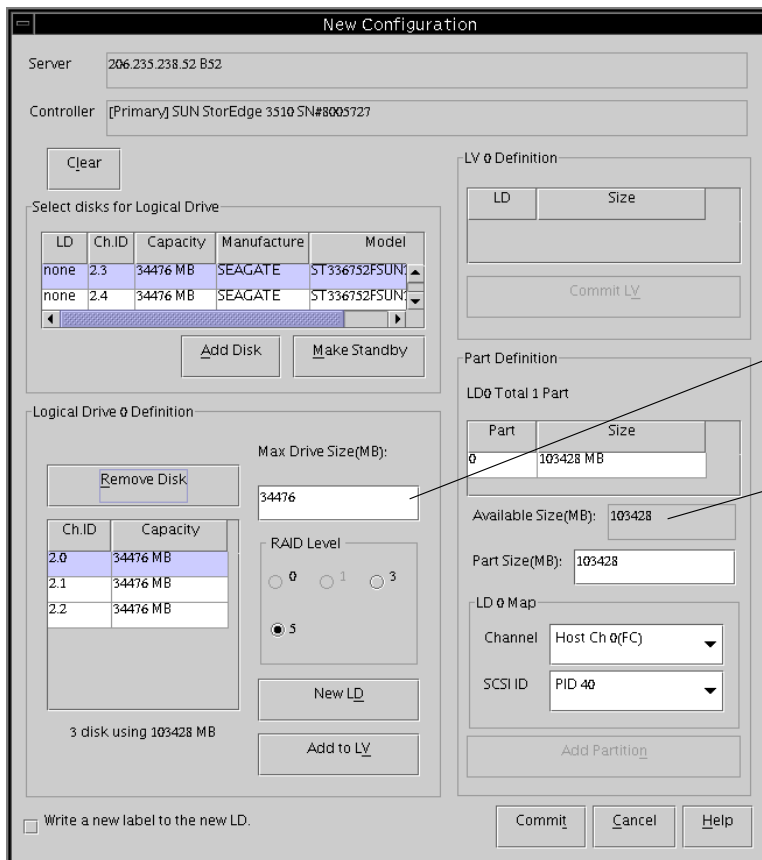 New Configuration
Server 206.235.238.52 B52
Controller [Primary] SUN StorEdge 3510 SN#8005727
Clear
Select disks for Logical Drive
LD Ch.ID Capacity Manufacture Model
none 2.3 34476 MB SEAGATE ST336752FSUN
none 2.4 34476 MB SEAGATE ST336752FSUN
Add Disk Make Standby
Logical Drive 0 Definition
Remove Disk
Ch.ID Capacity
2.0 34476 MB
2.1 34476 MB
2.2 34476 MB
3 disk using 103428 MB
Max Drive Size(MB):
34476
RAID Level
0 1 3
5
New LD
Add to LV
LV 0 Definition
LD Size
Commit LV
Part Definition
LD0 Total 1 Part
Part Size
0 103428 MB
Available Size(MB): 103428
Part Size(MB): 103428
LD 0 Map
Channel Host Ch 0(FC)
SCSI ID PID 40
Add Partition
Write a new label to the new LD.
Commit Cancel Help